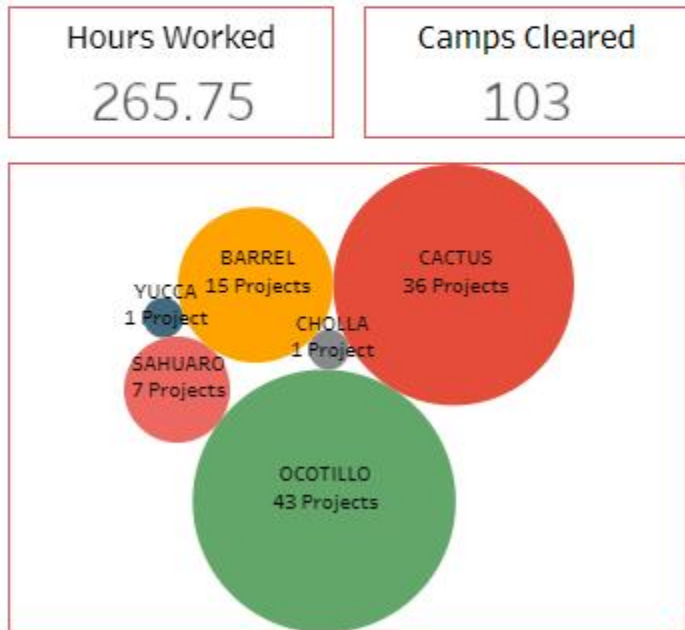 Hours Worked
265.75
Camps Cleared
103
BARREL
15 Projects
CACTUS
36 Projects
YUCCA
1 Project
CHOLLA
1 Project
SAHUARO
7 Projects
OCOTILLO
43 Projects